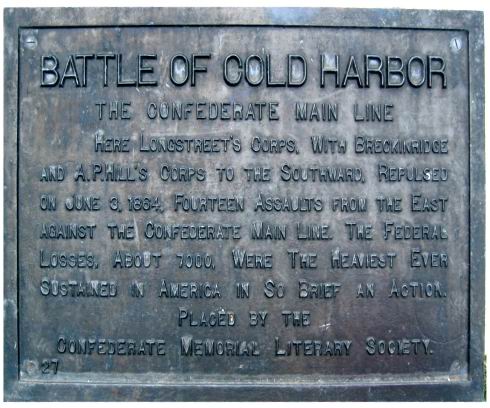 BATTLE OF COLD HARBOR
THE CONFEDERATE MAIN LINE
HERE LONGSTREET'S CORPS, WITH BRECKINRIDGE
AND A.P. HILL'S CORPS TO THE SOUTHWARD, REPULSED
ON JUNE 3, 1864, FOURTEEN ASSAULTS FROM THE EAST
AGAINST THE CONFEDERATE MAIN LINE. THE FEDERAL
LOSSES, ABOUT 7000, WERE THE HEAVIEST EVER
SUSTAINED IN AMERICA IN SO BRIEF AN ACTION.
PLACED BY THE
CONFEDERATE MEMORIAL LITERARY SOCIETY.
27